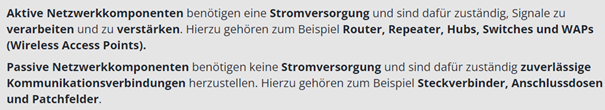 Aktive Netzwerkkomponenten benötigen eine Stromversorgung und sind dafür zuständig, Signale zu
verarbeiten und zu verstärken. Hierzu gehören zum Beispiel Router, Repeater, Hubs, Switches und WAPs
(Wireless Access Points).
Passive Netzwerkkomponenten benötigen keine Stromversorgung und sind dafür zuständig zuverlässige
Kommunikationsverbindungen herzustellen. Hierzu gehören zum Beispiel Steckverbinder, Anschlussdosen
und Patchfelder.